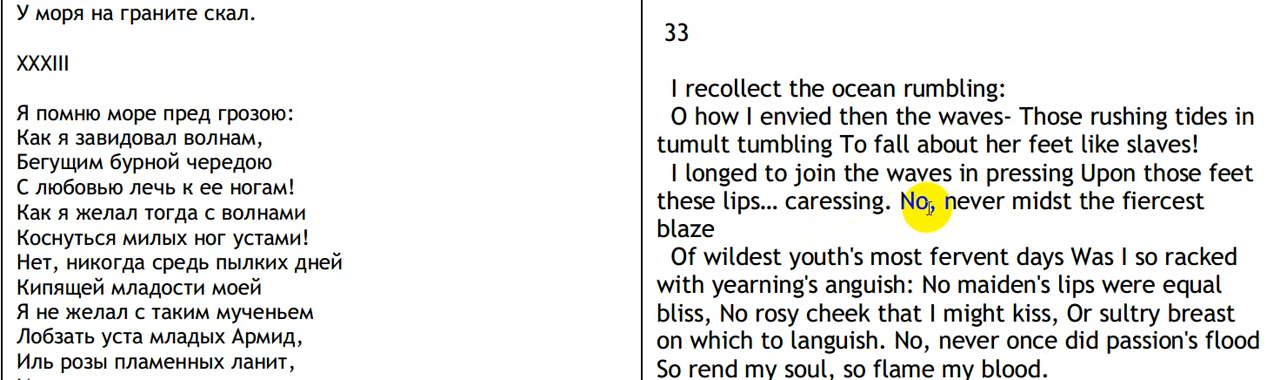 У моря на граните скал.
XXXIII
Я помню море пред грозою:
Как я завидовал волнам,
Бегущим бурной чередою
С любовью лечь к ее ногам!
Как я желал тогда с волнами
Коснуться милых ног устами!
Нет, никогда средь пылких дней
Кипящей младости моей
Я не желал с таким мученьем
Лобзать уста младых Армид,
Иль розы пламенных ланит,
33
I recollect the ocean rumbling:
O how I envied then the waves- Those rushing tides in
tumult tumbling To fall about her feet like slaves!
I longed to join the waves in pressing Upon those feet
these lips... caressing. No, never midst the fiercest
blaze
Of wildest youth's most fervent days Was I so racked
with yearning's anguish: No maiden's lips were equal
bliss, No rosy cheek that I might kiss, Or sultry breast
on which to languish. No, never once did passion's flood
So rend my soul, so flame my blood.